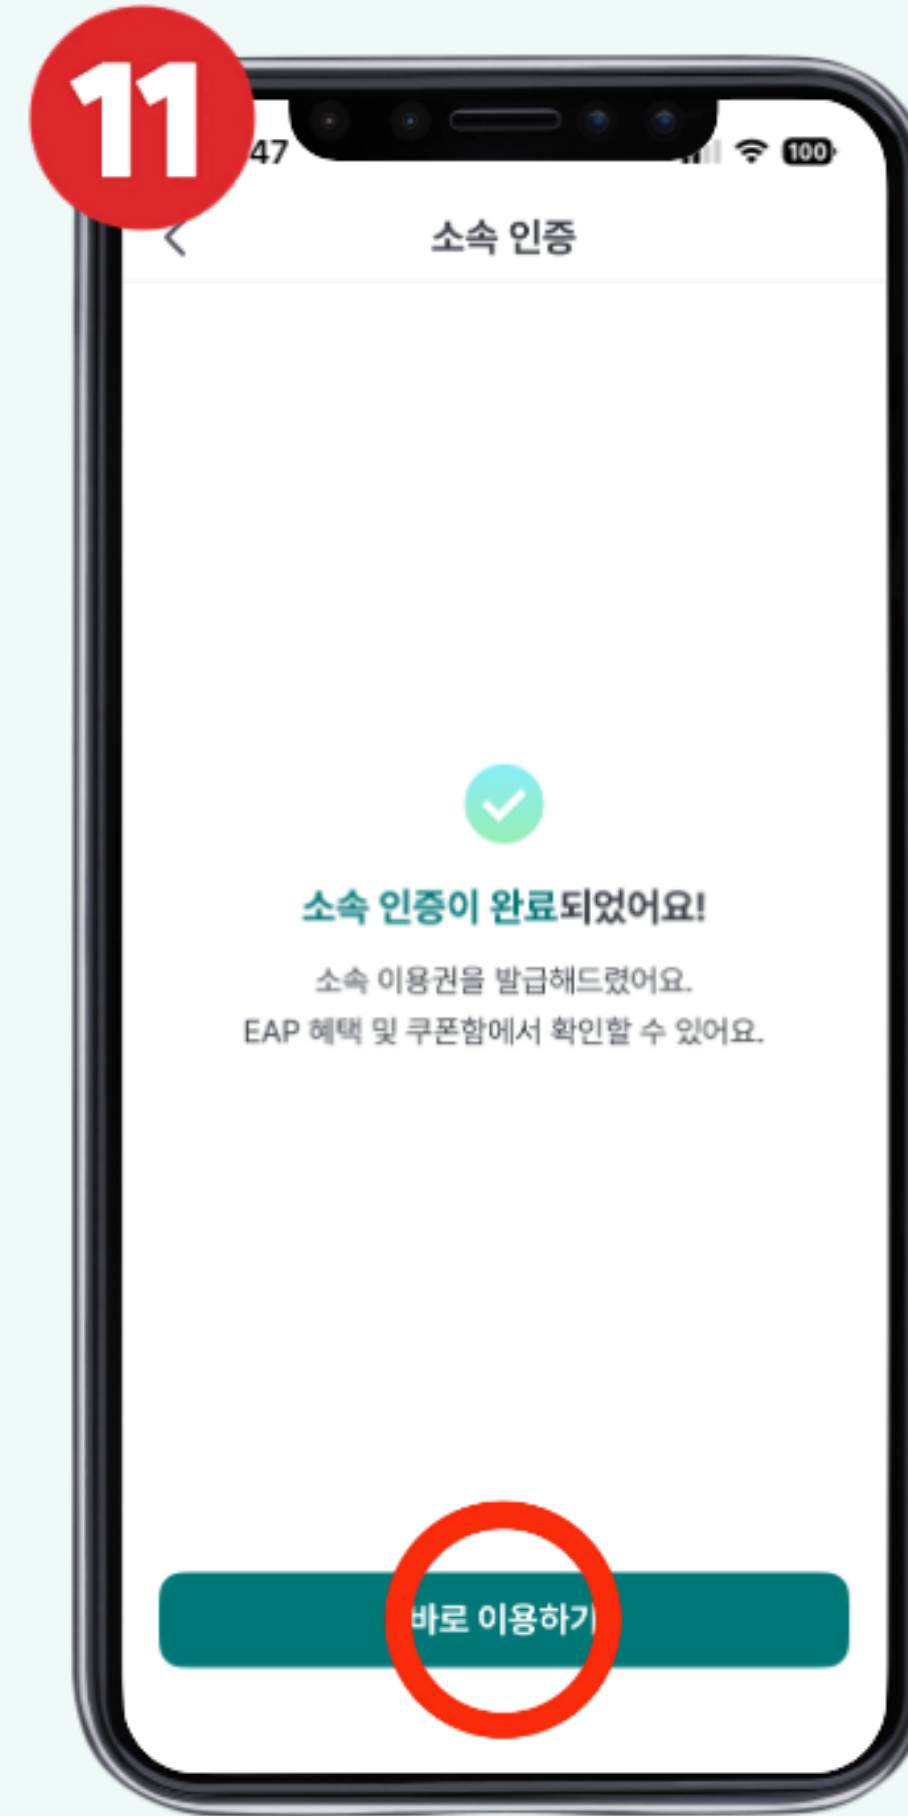 11
47
100
소속 인증
소속 인증이 완료되었어요!
소속 이용권을 발급해드렸어요.
EAP 혜택 및 쿠폰함에서 확인할 수 있어요.
바로 이용하기